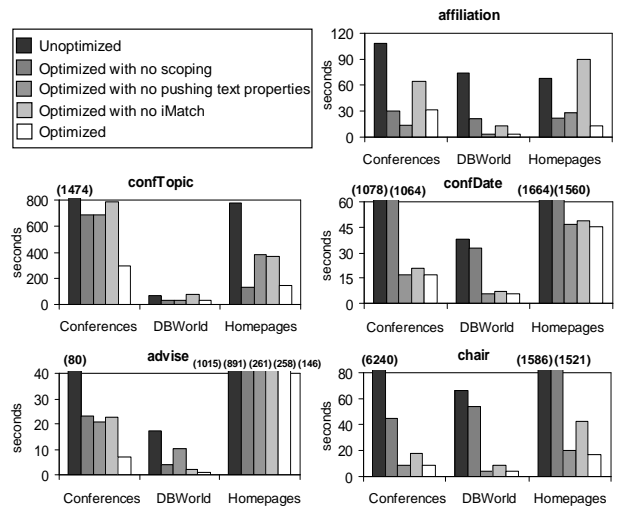 affiliation
Unoptimized
Optimized with no scoping
Optimized with no pushing text properties
Optimized with no iMatch
Optimized
seconds
120
90
60
30
0
Conferences DBWorld Homepages
(1474) confTopic
seconds
800
600
400
200
0
Conferences DBWorld Homepages
(1078) (1064) confDate (1664) (1560)
seconds
60
45
30
15
0
Conferences DBWorld Homepages
(80) advise (1015) (891) (261) (258) (146)
seconds
40
30
20
10
0
Conferences DBWorld Homepages
(6240) chair (1586) (1521)
seconds
80
60
40
20
0
Conferences DBWorld Homepages